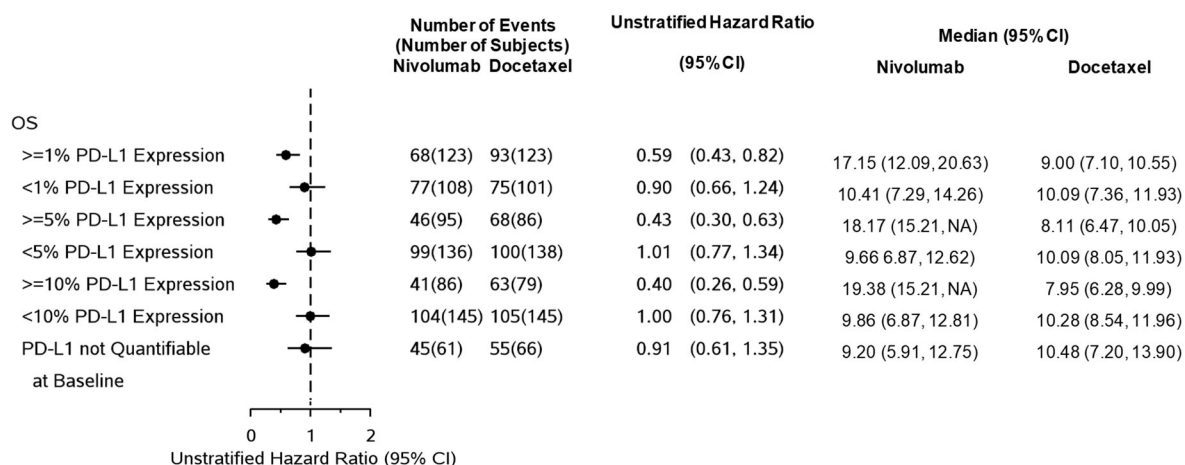 Number of Events
(Number of Subjects)
Nivolumab Docetaxel
Unstratified Hazard Ratio
(95%CI)
Median (95%CI)
Nivolumab Docetaxel
OS
>=1% PD-L1 Expression 68(123) 93(123) 0.59 (0.43, 0.82) 17.15 (12.09, 20.63) 9.00 (7.10, 10.55)
<1% PD-L1 Expression 77(108) 75(101) 0.90 (0.66, 1.24) 10.41 (7.29, 14.26) 10.09 (7.36, 11.93)
>=5% PD-L1 Expression 46(95) 68(86) 0.43 (0.30, 0.63) 18.17 (15.21, NA) 8.11 (6.47, 10.05)
<5% PD-L1 Expression 99(136) 100(138) 1.01 (0.77, 1.34) 9.66 6.87, 12.62) 10.09 (8.05, 11.93)
>=10% PD-L1 Expression 41(86) 63(79) 0.40 (0.26, 0.59) 19.38 (15.21, NA) 7.95 (6.28, 9.99)
<10% PD-L1 Expression 104(145) 105(145) 1.00 (0.76, 1.31) 9.86 (6.87, 12.81) 10.28 (8.54, 11.96)
PD-L1 not Quantifiable 45(61) 55(66) 0.91 (0.61, 1.35) 9.20 (5.91, 12.75) 10.48 (7.20, 13.90)
at Baseline
0 1 2
Unstratified Hazard Ratio (95% CI)